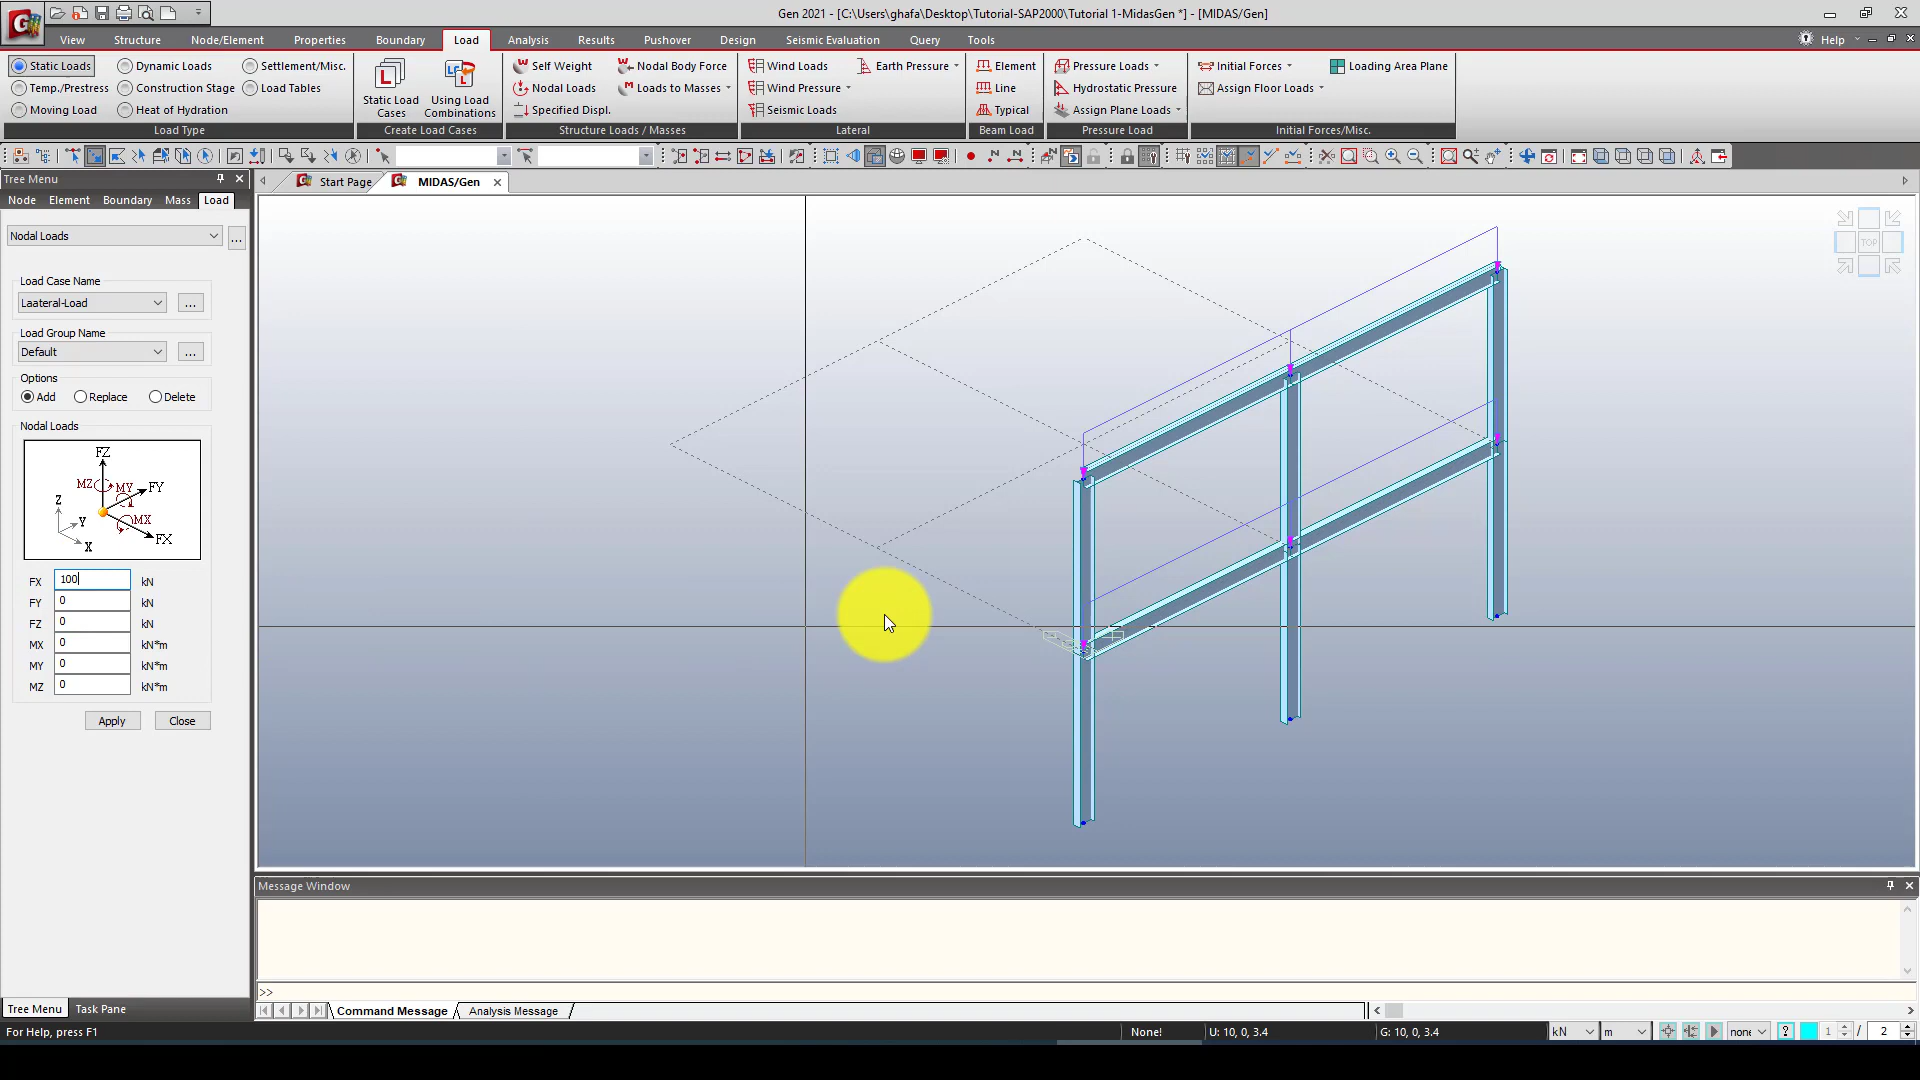 Gen 2021 - [C:\Users\ghafa\Desktop\Tutorial-SAP2000\Tutorial 1-MidasGen *] - [MIDAS/Gen]
View Structure Node/Element Properties Boundary Load Analysis Results Pushover Design Seismic Evaluation Query Tools Help
Static Loads Dynamic Loads Settlement/Misc. Self Weight Nodal Body Force Wind Loads Earth Pressure Element Pressure Loads Initial Forces Loading Area Plane
Temp./Prestress Construction Stage Load Tables Static Load Cases Using Load Combinations Nodal Loads Loads to Masses Wind Pressure Line Hydrostatic Pressure Assign Floor Loads
Moving Load Heat of Hydration Specified Displ. Seismic Loads Typical Assign Plane Loads
Load Type Create Load Cases Structure Loads / Masses Lateral Beam Load Pressure Load Initial Forces/Misc.
Tree Menu
Start Page MIDAS/Gen
Node Element Boundary Mass Load
Nodal Loads ...
TOP
Load Case Name
Laateral-Load ...
Load Group Name
Default ...
Options
Add Replace Delete
Nodal Loads
FZ
MZ MY FY
Z
Y MX
X FX
FX 100 kN
FY 0 kN
FZ 0 kN
MX 0 kN*m
MY 0 kN*m
MZ 0 kN*m
Apply Close
Message Window
>>
Tree Menu Task Pane Command Message Analysis Message
For Help, press F1 None! U: 10, 0, 3.4 G: 10, 0, 3.4 kN m none ? 1 / 2